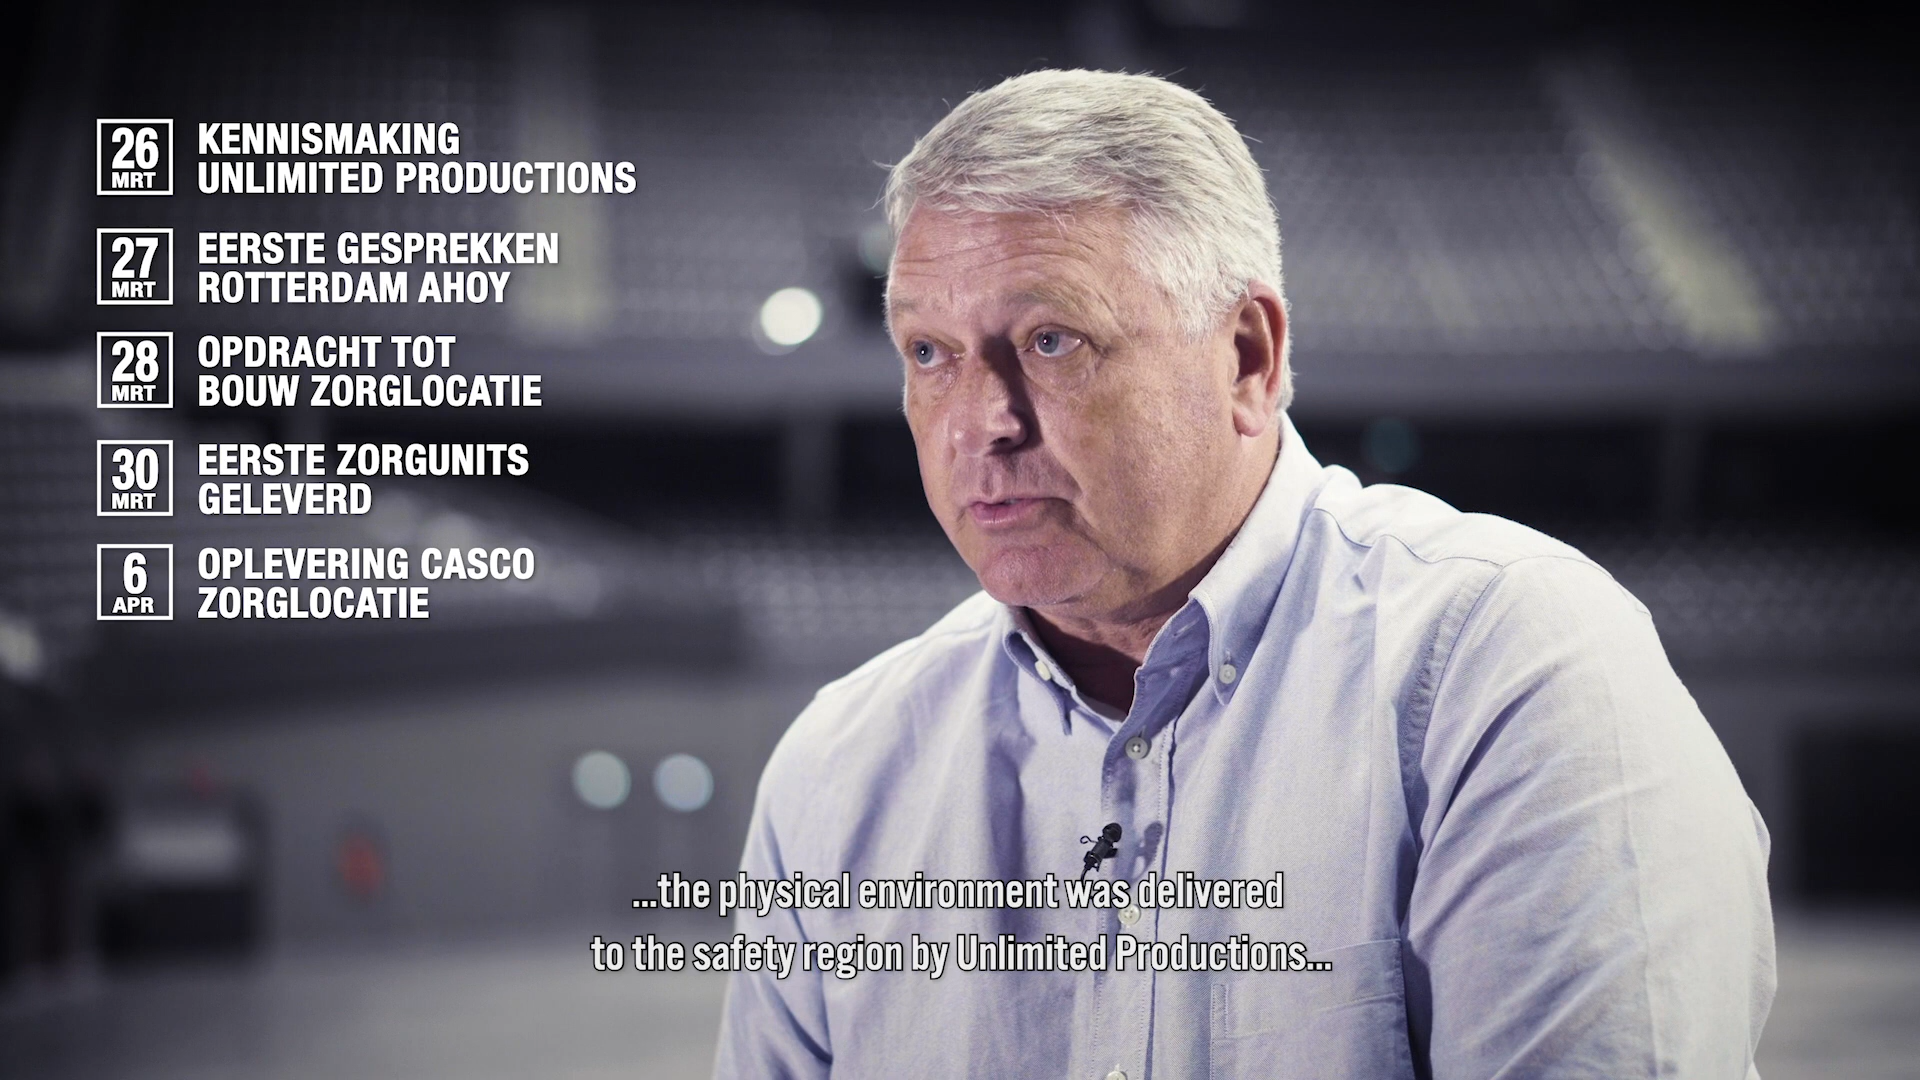 26
MRT
KENNISMAKING
UNLIMITED PRODUCTIONS
27
MRT
EERSTE GESPREKKEN
ROTTERDAM AHOY
28
MRT
OPDRACHT TOT
BOUW ZORGLOCATIE
30
MRT
EERSTE ZORGUNITS
GELEVERD
6
APR
OPLEVERING CASCO
ZORGLOCATIE
...the physical environment was delivered
to the safety region by Unlimited Productions...